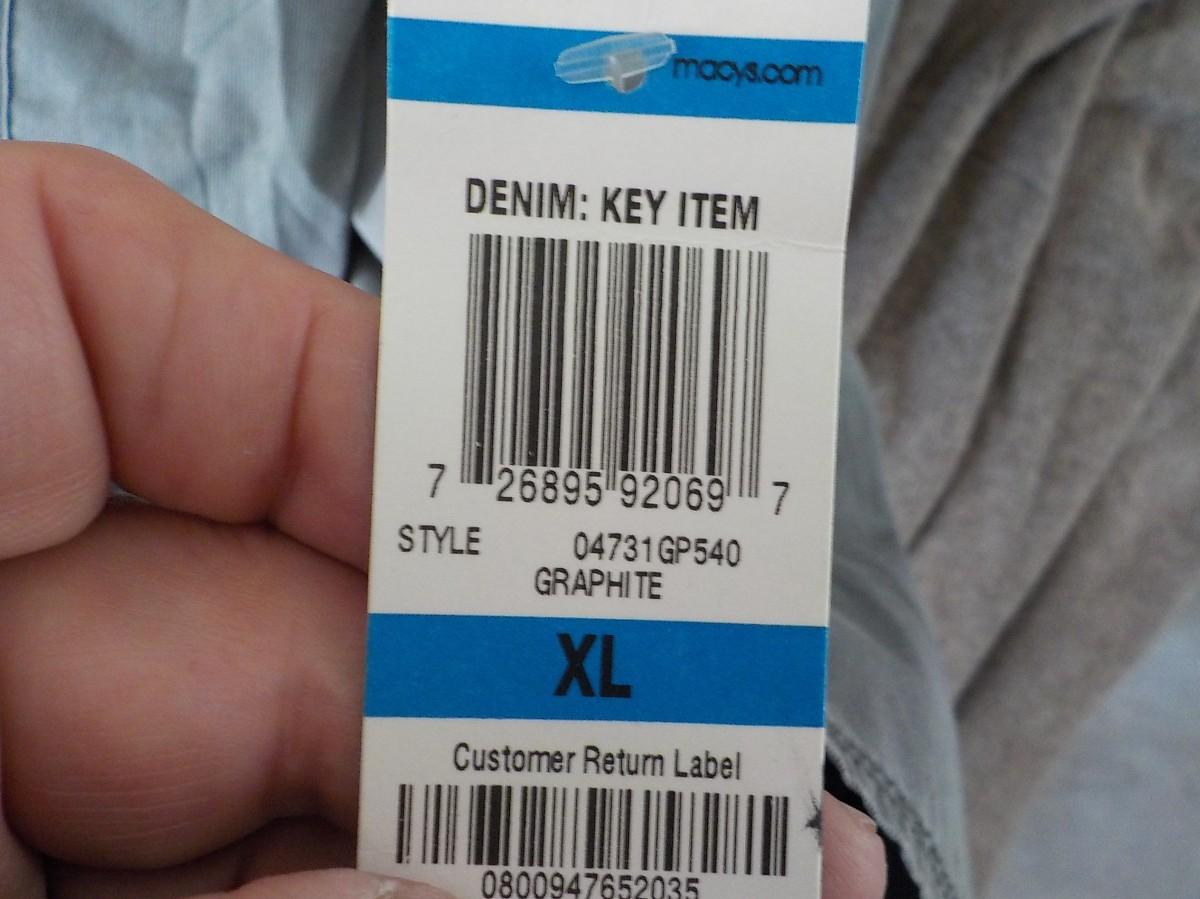 macys.com
DENIM: KEY ITEM
7 26895 92069 7
STYLE 04731GP540
GRAPHITE
XL
Customer Return Label
0800947652035